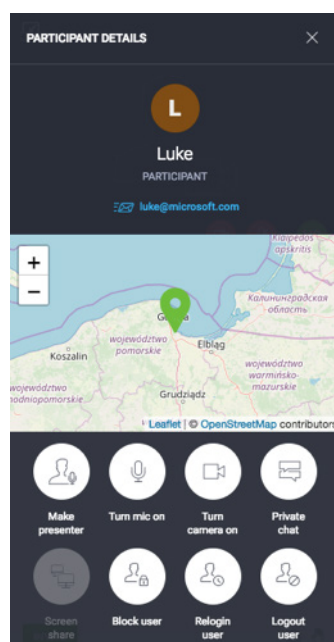 PARTICIPANT DETAILS
L
Luke
PARTICIPANT
luke@microsoft.com
Klaipėdos
apskritis
+
−
Калининградская
область
województwo
pomorskie
Elbląg
Koszalin
województwo
warmińsko-
mazurskie
województwo
zachodniopomorskie
Grudziądz
Leaflet | © OpenStreetMap contributors
Make
presenter
Turn mic on
Turn
camera on
Private
chat
Screen
share
Block user
Relogin
user
Logout
user